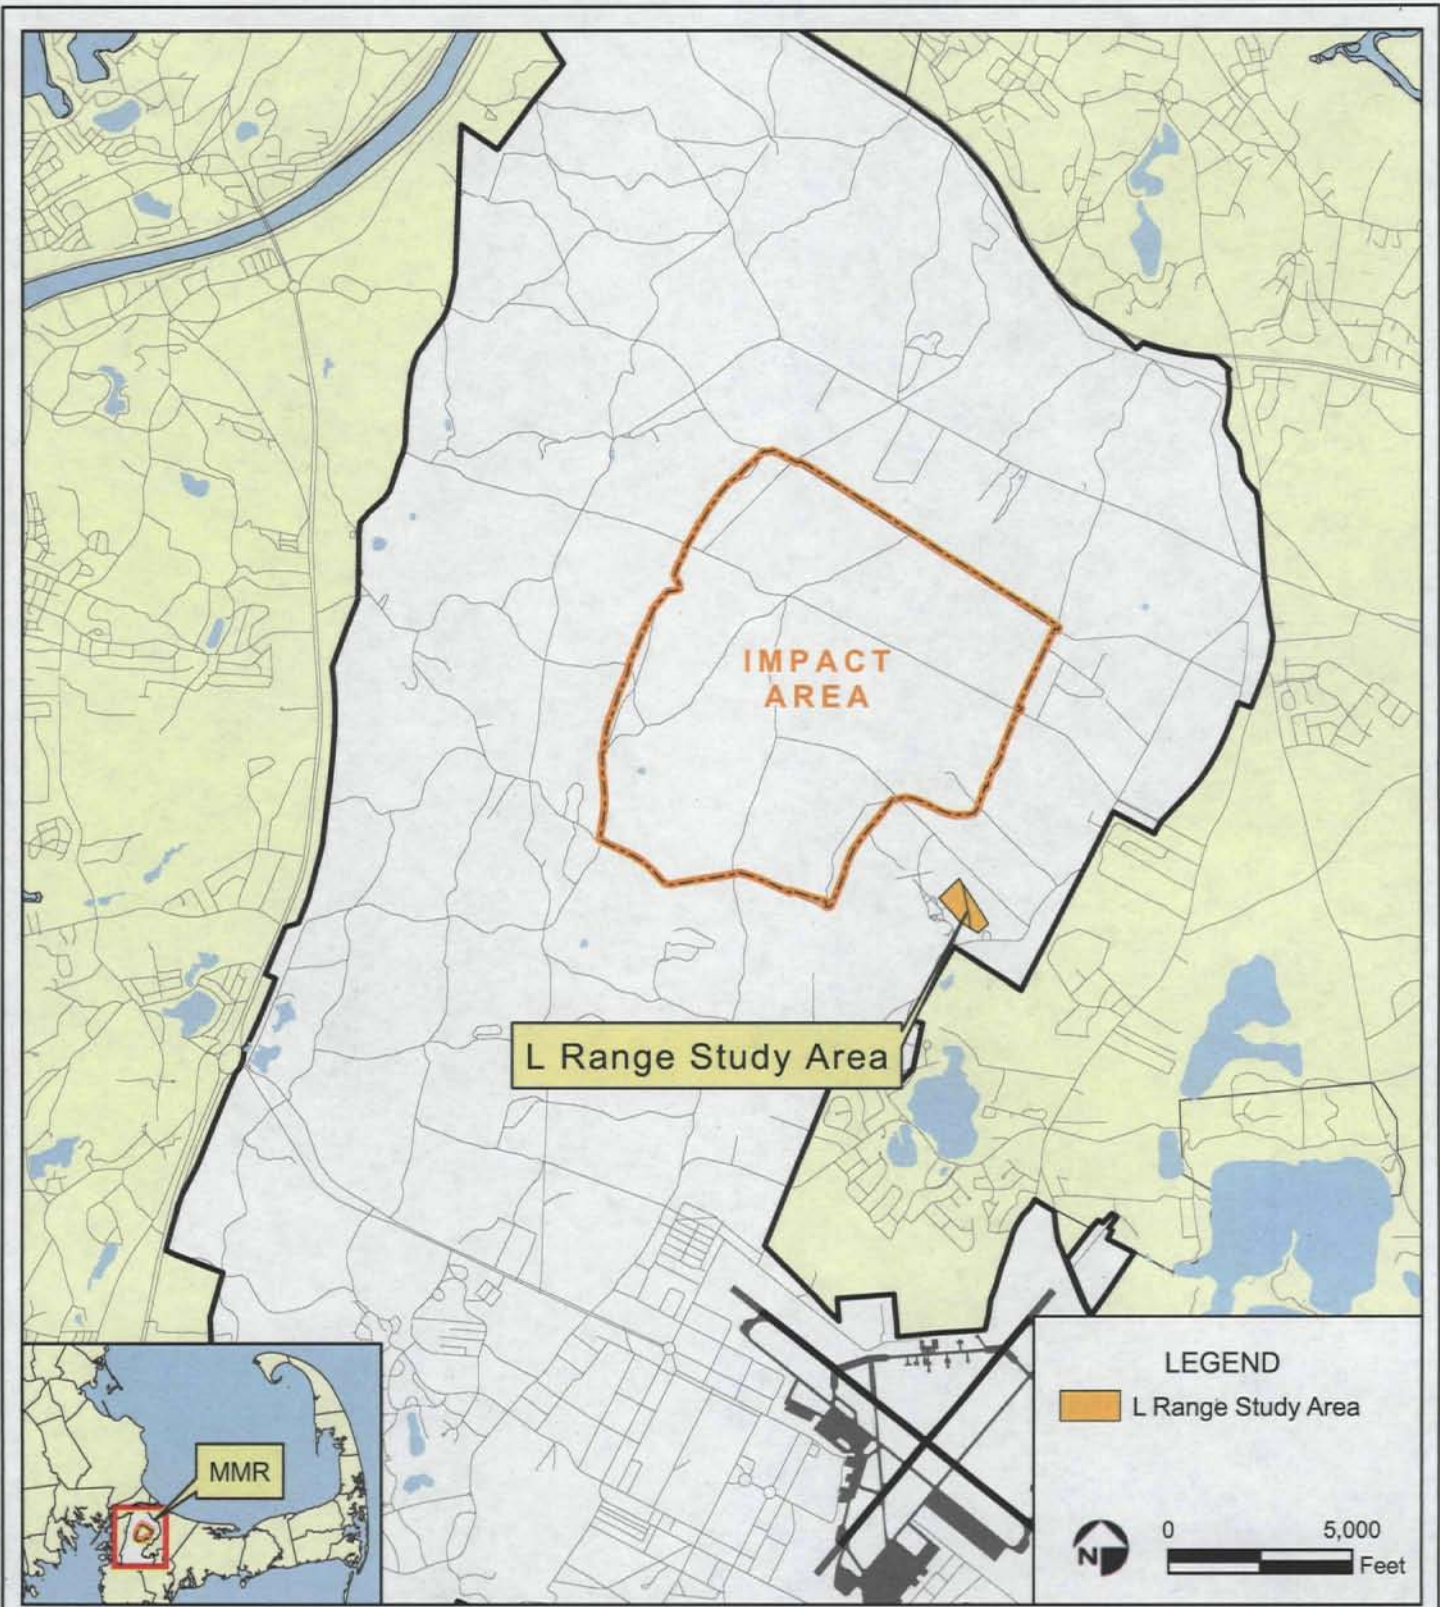 IMPACT
AREA
L Range Study Area
MMR
LEGEND
L Range Study Area
N
0 5,000
Feet